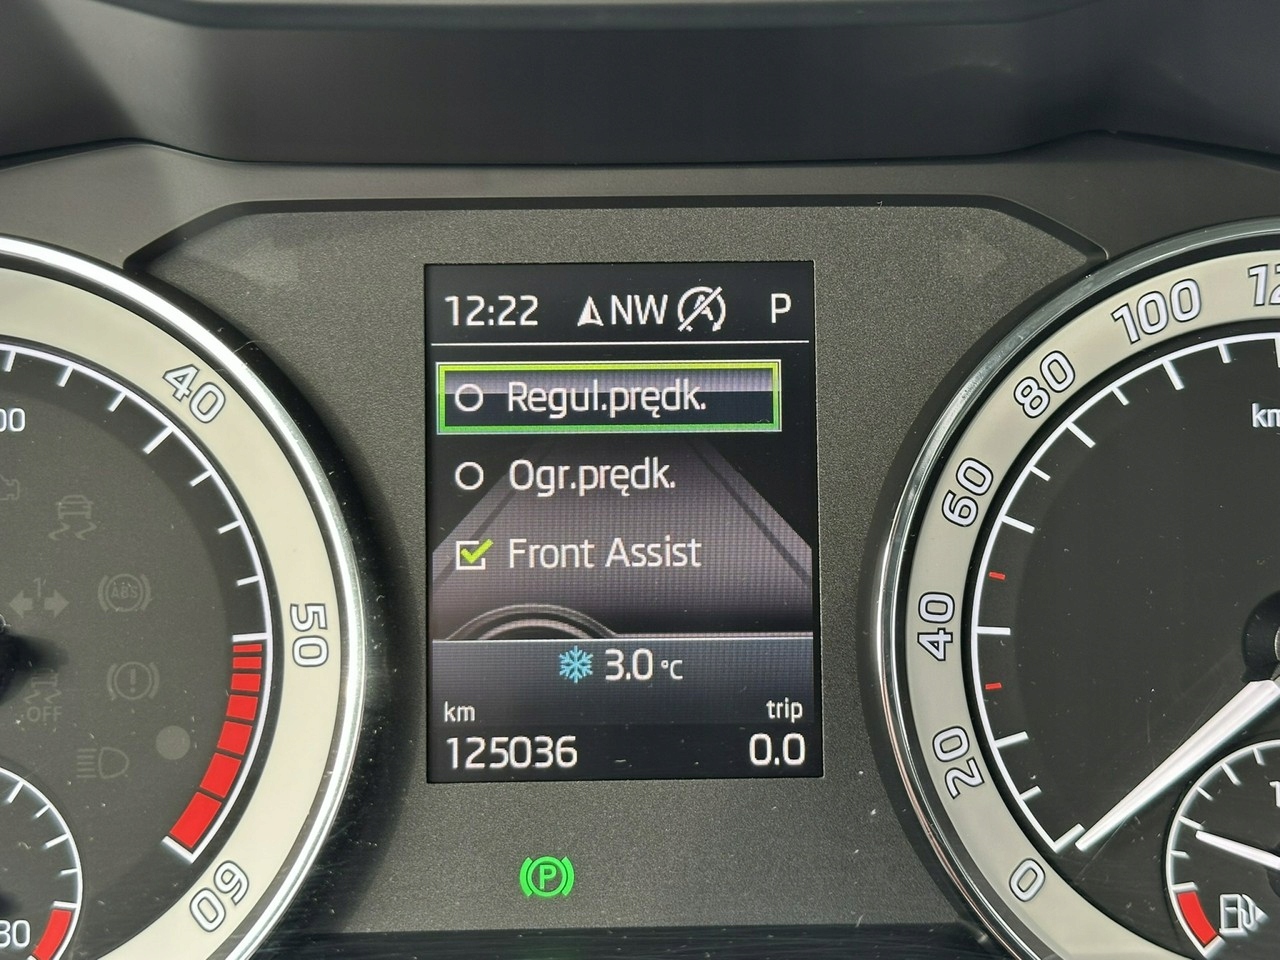 12:22 NW A P
Regul.prędk.
Ogr.prędk.
Front Assist
3.0 °C
km trip
125036 0.0
P
40
50
60
ABS
OFF
0
20
40
60
80
100